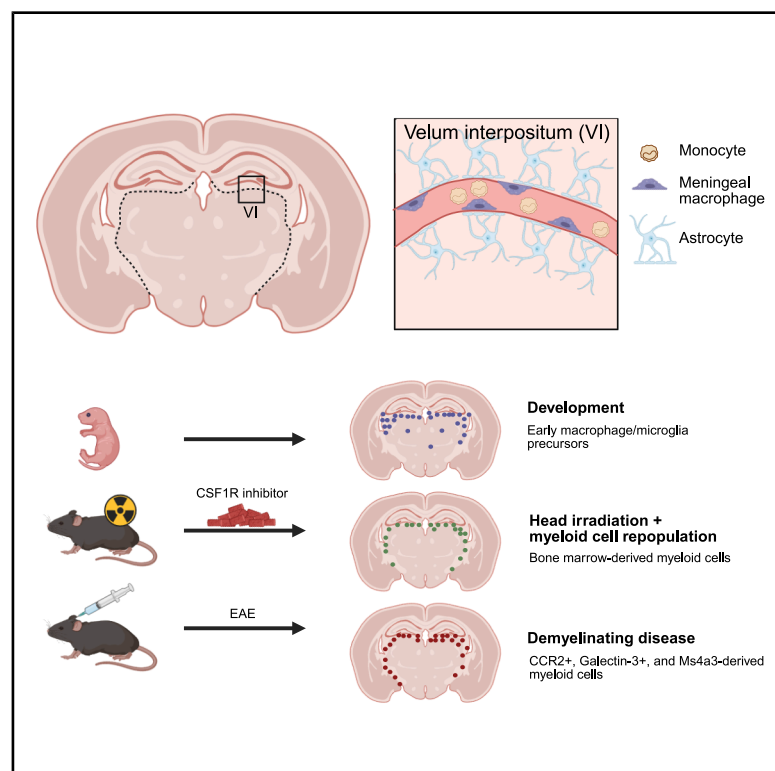 VI
Velum interpositum (VI)
Monocyte
Meningeal
macrophage
Astrocyte
Development
Early macrophage/microglia
precursors
CSF1R inhibitor
Head irradiation +
myeloid cell repopulation
Bone marrow-derived myeloid cells
EAE
Demyelinating disease
CCR2+, Galectin-3+, and Ms4a3-derived
myeloid cells